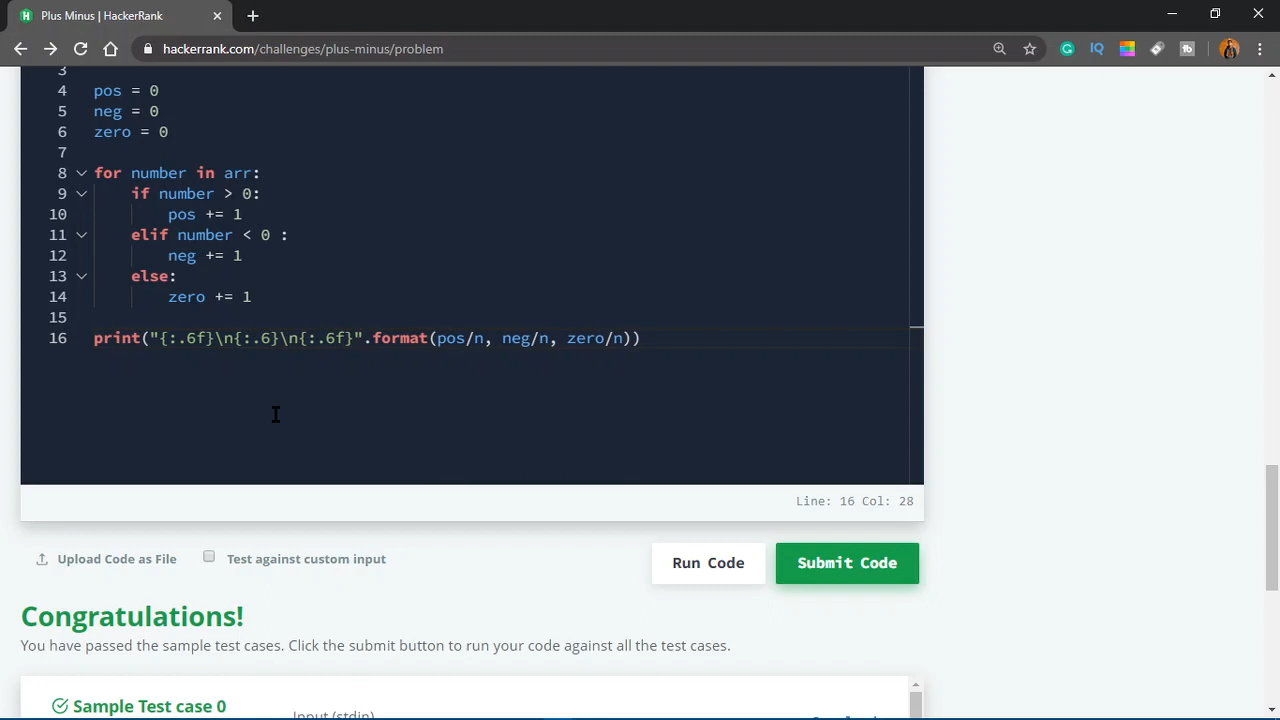 Plus Minus | HackerRank
hackerrank.com/challenges/plus-minus/problem
3
4 pos = 0
5 neg = 0
6 zero = 0
7
8 for number in arr:
9 if number > 0:
10 pos += 1
11 elif number < 0 :
12 neg += 1
13 else:
14 zero += 1
15
16 print("{:.6f}\n{:.6}\n{:.6f}".format(pos/n, neg/n, zero/n))
Line: 16 Col: 28
Upload Code as File Test against custom input Run Code Submit Code
Congratulations!
You have passed the sample test cases. Click the submit button to run your code against all the test cases.
Sample Test case 0 Input (stdin)